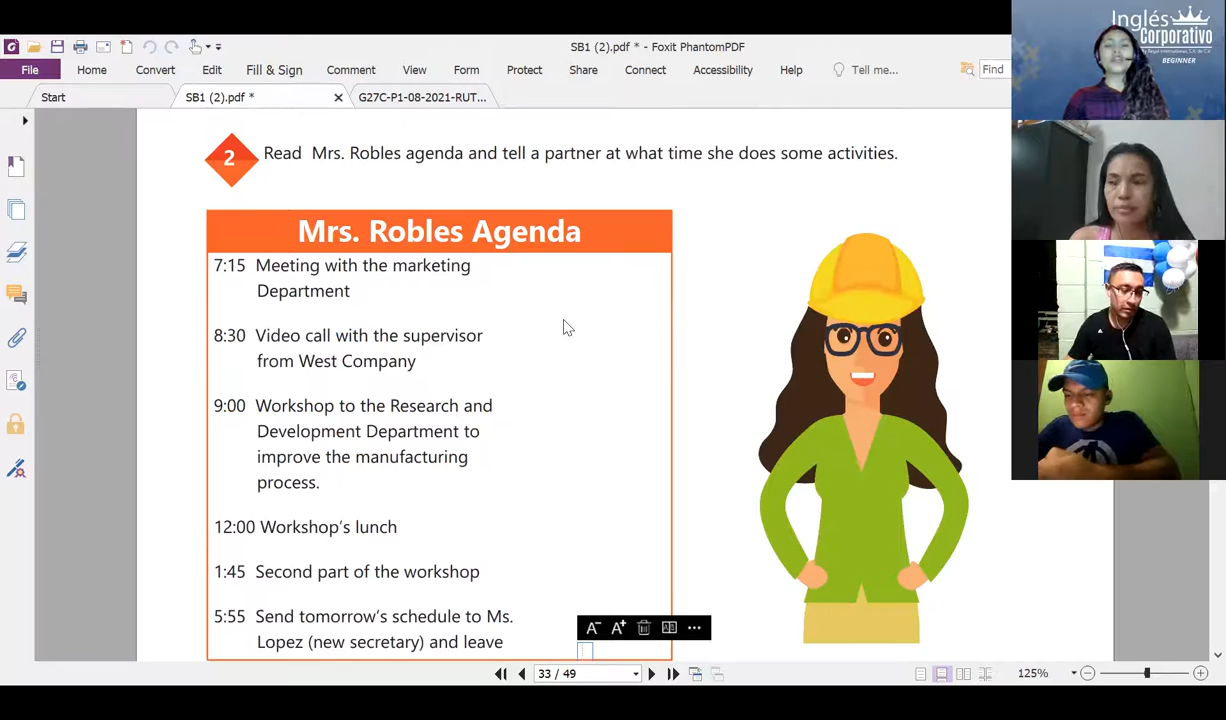 SB1 (2).pdf * - Foxit PhantomPDF
File Home Convert Edit Fill & Sign Comment View Form Protect Share Connect Accessibility Help Tell me... Find
Start SB1 (2).pdf * G27C-P1-08-2021-RUT...
Inglés
Corporativo
BEGINNER
2 Read Mrs. Robles agenda and tell a partner at what time she does some activities.
Mrs. Robles Agenda
7:15 Meeting with the marketing
Department
8:30 Video call with the supervisor
from West Company
9:00 Workshop to the Research and
Development Department to
improve the manufacturing
process.
12:00 Workshop's lunch
1:45 Second part of the workshop
5:55 Send tomorrow's schedule to Ms.
Lopez (new secretary) and leave
A- A+
33 / 49
125%